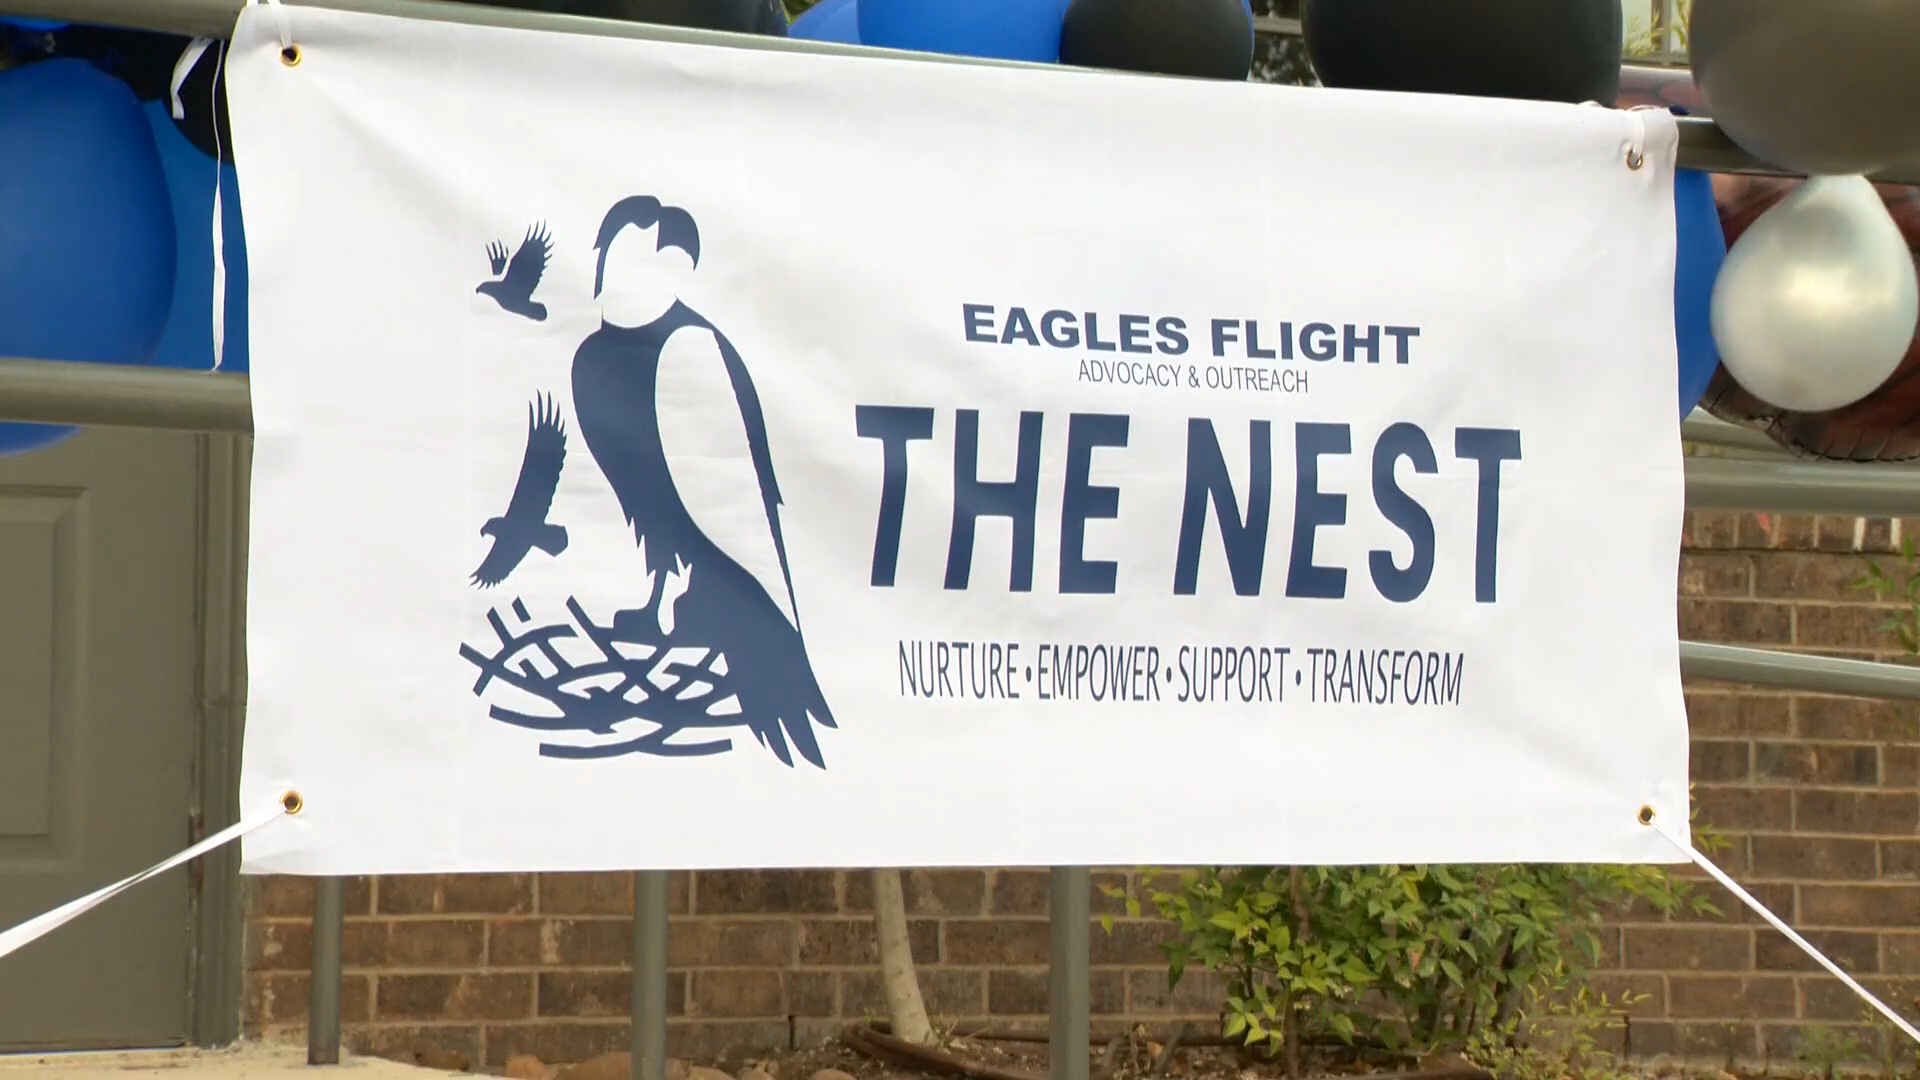 EAGLES FLIGHT
ADVOCACY & OUTREACH
THE NEST
NURTURE • EMPOWER • SUPPORT • TRANSFORM